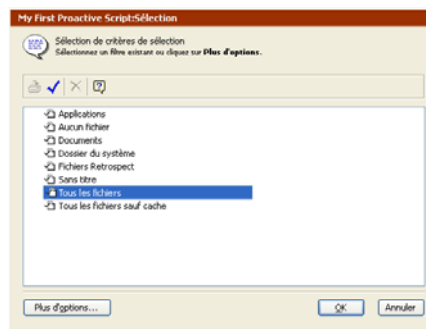 My First Proactive Script:Sélection
Sélection de critères de sélection
Sélectionnez un filtre existant ou cliquez sur Plus d'options.
Applications
Aucun fichier
Documents
Dossier du système
Fichiers Retrospect
Sans titre
Tous les fichiers
Tous les fichiers sauf cache
Plus d'options...
OK
Annuler